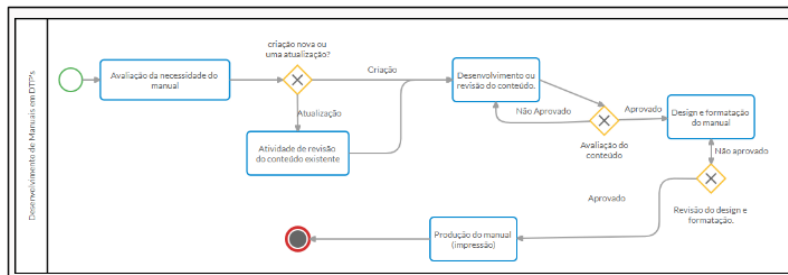 Desenvolvimento de Manuais em DTP's
Avaliação da necessidade do
manual
criação nova ou
uma atualização?
Criação
Atualização
Atividade de revisão
do conteúdo existente
Desenvolvimento ou
revisão do conteúdo.
Não Aprovado
Aprovado
Avaliação do
conteúdo
Design e formatação
do manual
Não aprovado
Revisão do design e
formatação.
Aprovado
Produção do manual
(impressão)